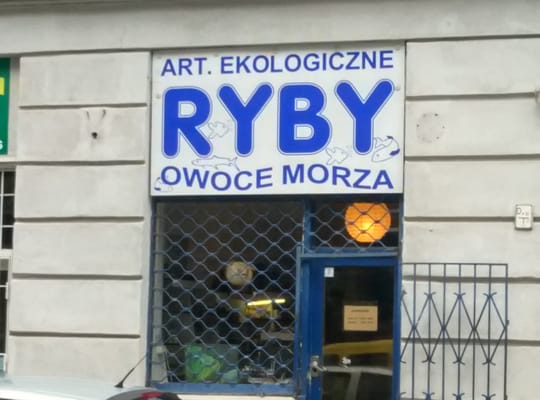 ART. EKOLOGICZNE
RYBY
OWOCE MORZA